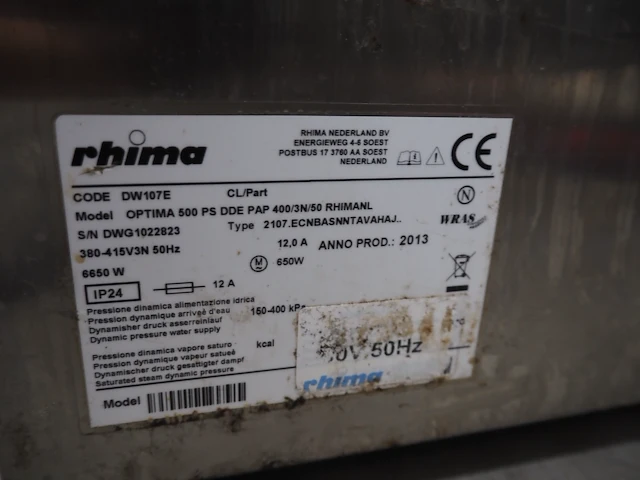 rhima
RHIMA NEDERLAND BV
ENERGIEWEG 4-6 SOEST
POSTBUS 17 3760 AA SOEST
NEDERLAND
CE
CODE DW107E CL/Part
Model OPTIMA 500 PS DDE PAP 400/3N/50 RHIMANL
S/N DWG1022823 Type 2107.ECNBASNNTAVAHAJ..
N
WRAS
380-415V3N 50Hz 12,0 A ANNO PROD.: 2013
6650 W M 650W
IP24 12 A
Pressione dinamica alimentazione idrica
Pression dynamique arrivée d'eau 150-400 kPa
Dynamisher druck asserreinlauf
Dynamic pressure water supply
Pressione dinamica vapore saturo kcal
Pression dynamique vapeur satueé
Dynamischer druck gesattigter dampf
Saturated steam dynamic pressure
0V 50Hz
rhima
Model